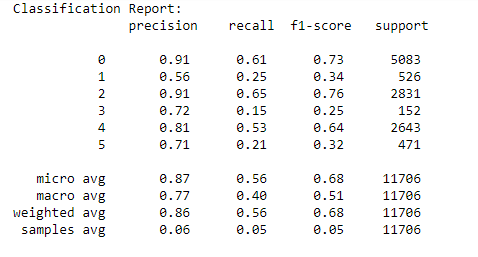 Classification Report:
precision recall f1-score support
0 0.91 0.61 0.73 5083
1 0.56 0.25 0.34 526
2 0.91 0.65 0.76 2831
3 0.72 0.15 0.25 152
4 0.81 0.53 0.64 2643
5 0.71 0.21 0.32 471
micro avg 0.87 0.56 0.68 11706
macro avg 0.77 0.40 0.51 11706
weighted avg 0.86 0.56 0.68 11706
samples avg 0.06 0.05 0.05 11706